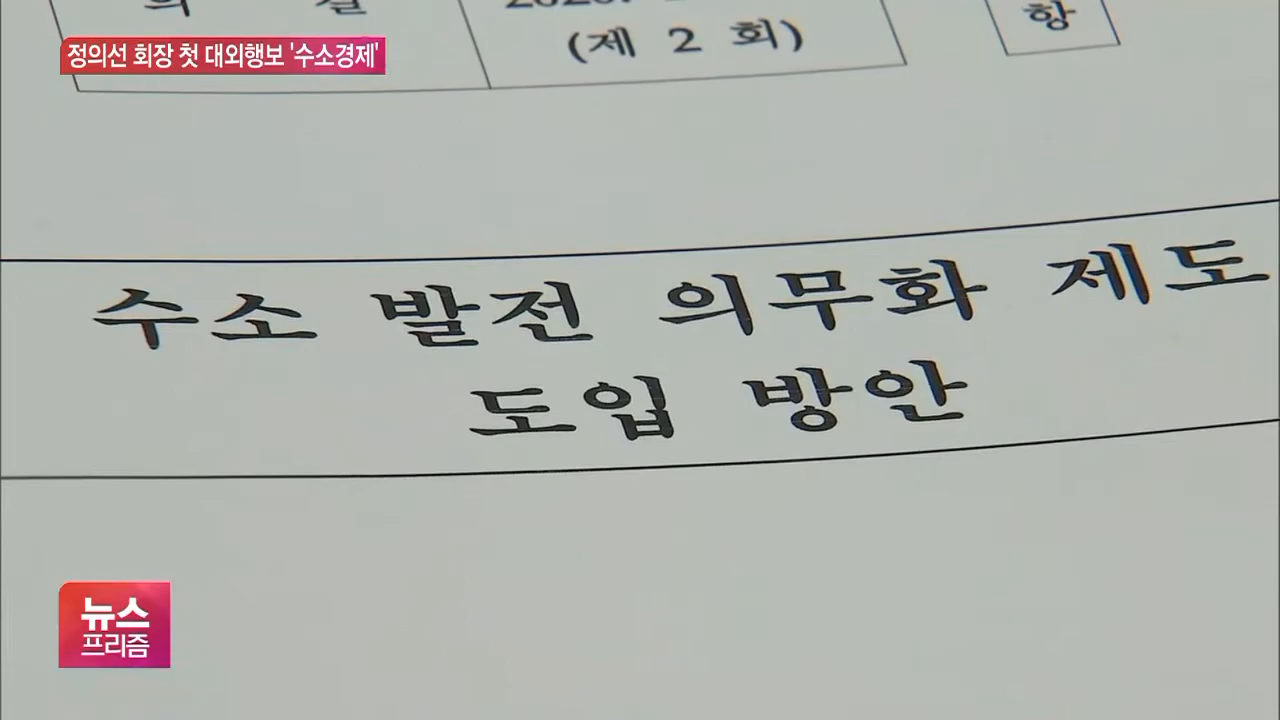 정의선 회장 첫 대외행보 '수소경제'
(제 2 회)
항
수소 발전 의무화 제도
도입 방안
뉴스
프리즘